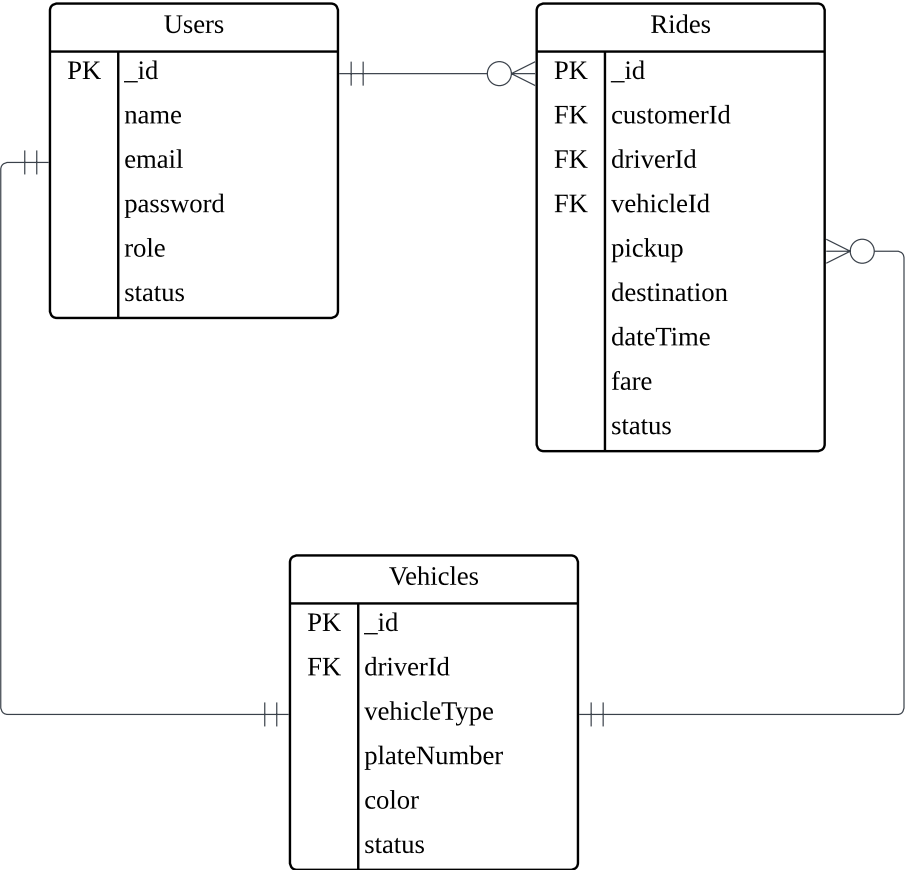 Users
PK _id
name
email
password
role
status
Rides
PK _id
FK customerId
FK driverId
FK vehicleId
pickup
destination
dateTime
fare
status
Vehicles
PK _id
FK driverId
vehicleType
plateNumber
color
status